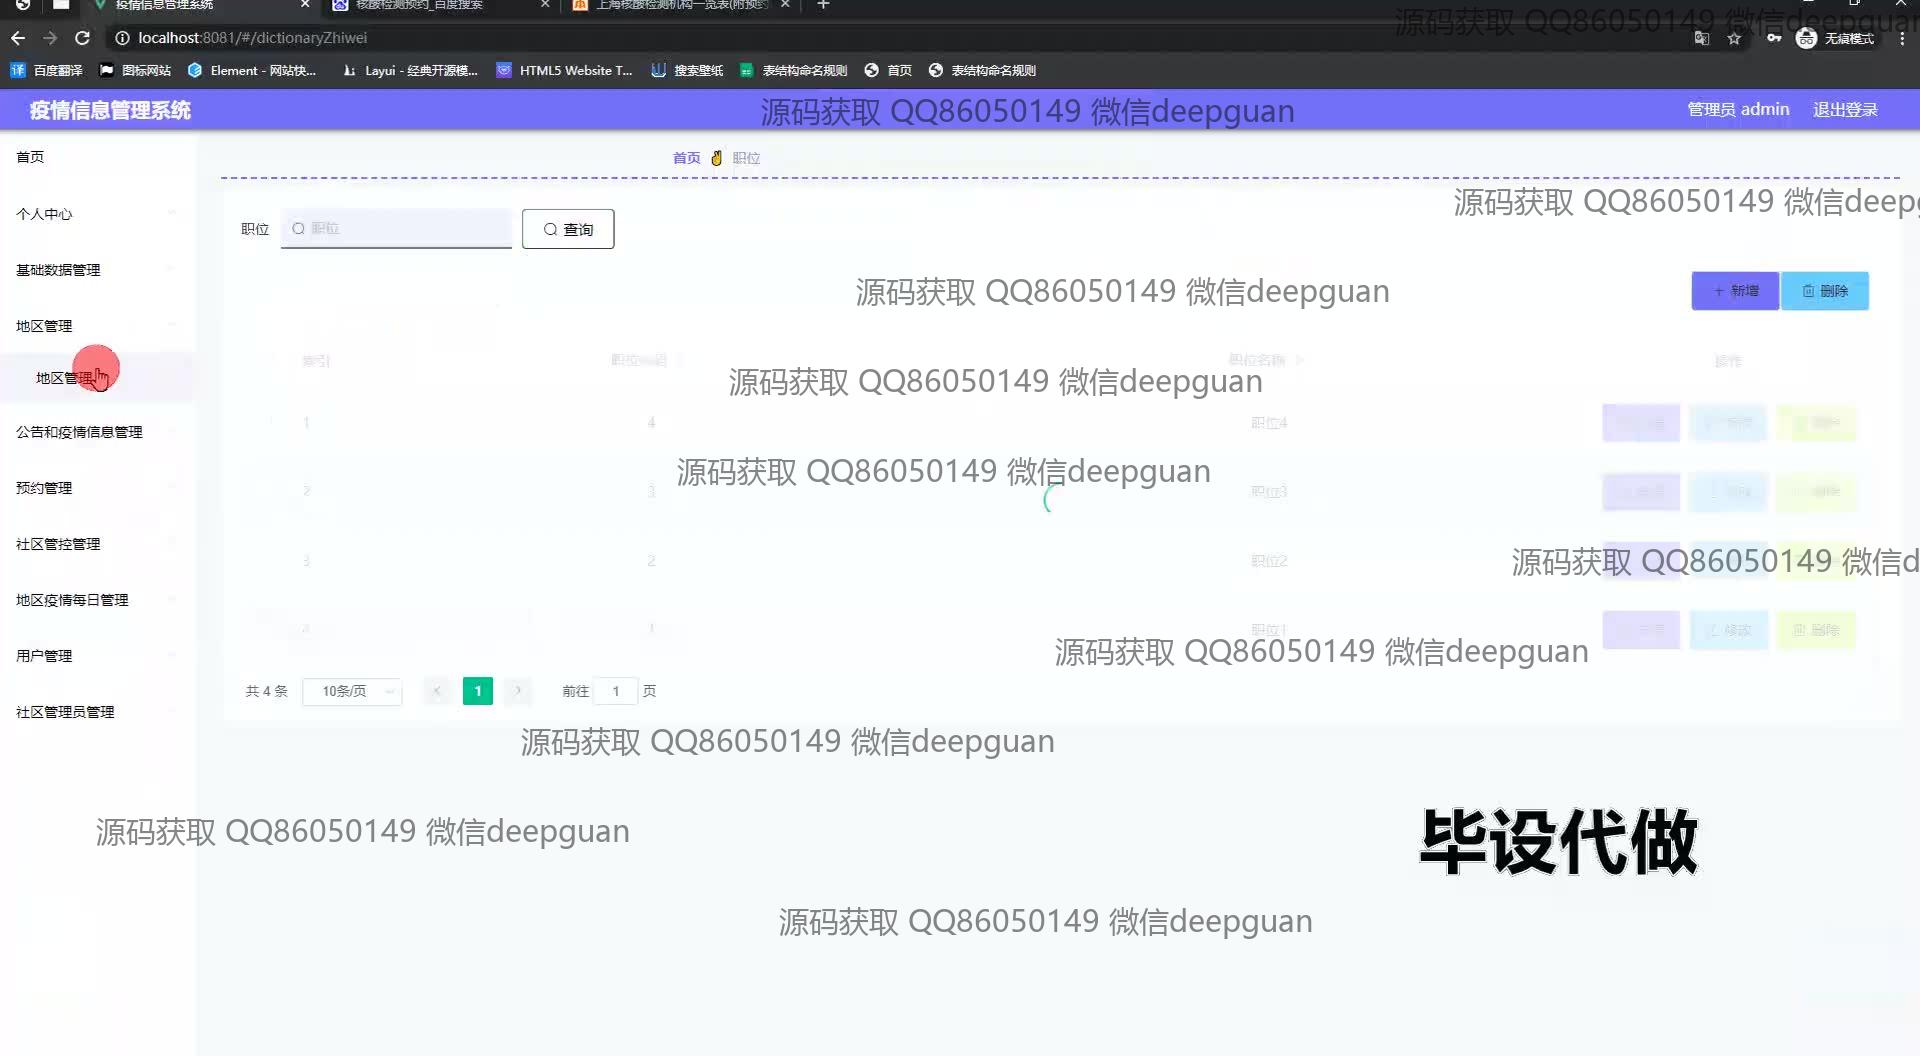 疫情信息管理系统
核酸检测预约_百度搜索
上海核酸检测机构一览表(附预约
localhost:8081/#/dictionaryZhiwei
无痕模式
百度翻译
图标网站
Element - 网站快...
Layui - 经典开源模...
HTML5 Website T...
搜索壁纸
表结构命名规则
首页
表结构命名规则
源码获取 QQ86050149 微信deepguan
疫情信息管理系统
源码获取 QQ86050149 微信deepguan
管理员 admin
退出登录
首页
个人中心
基础数据管理
地区管理
地区管理
公告和疫情信息管理
预约管理
社区管控管理
地区疫情每日管理
用户管理
社区管理员管理
首页 职位
源码获取 QQ86050149 微信deepg
职位 职位 查询
源码获取 QQ86050149 微信deepguan
新增 删除
索引 职位名称 操作
源码获取 QQ86050149 微信deepguan
1 4 职位4
源码获取 QQ86050149 微信deepguan
2 3 职位3
3 2 职位2
源码获取 QQ86050149 微信d
4 1 职位1 修改 删除
源码获取 QQ86050149 微信deepguan
共 4 条 10条/页 1 前往 1 页
源码获取 QQ86050149 微信deepguan
源码获取 QQ86050149 微信deepguan
毕设代做
源码获取 QQ86050149 微信deepguan